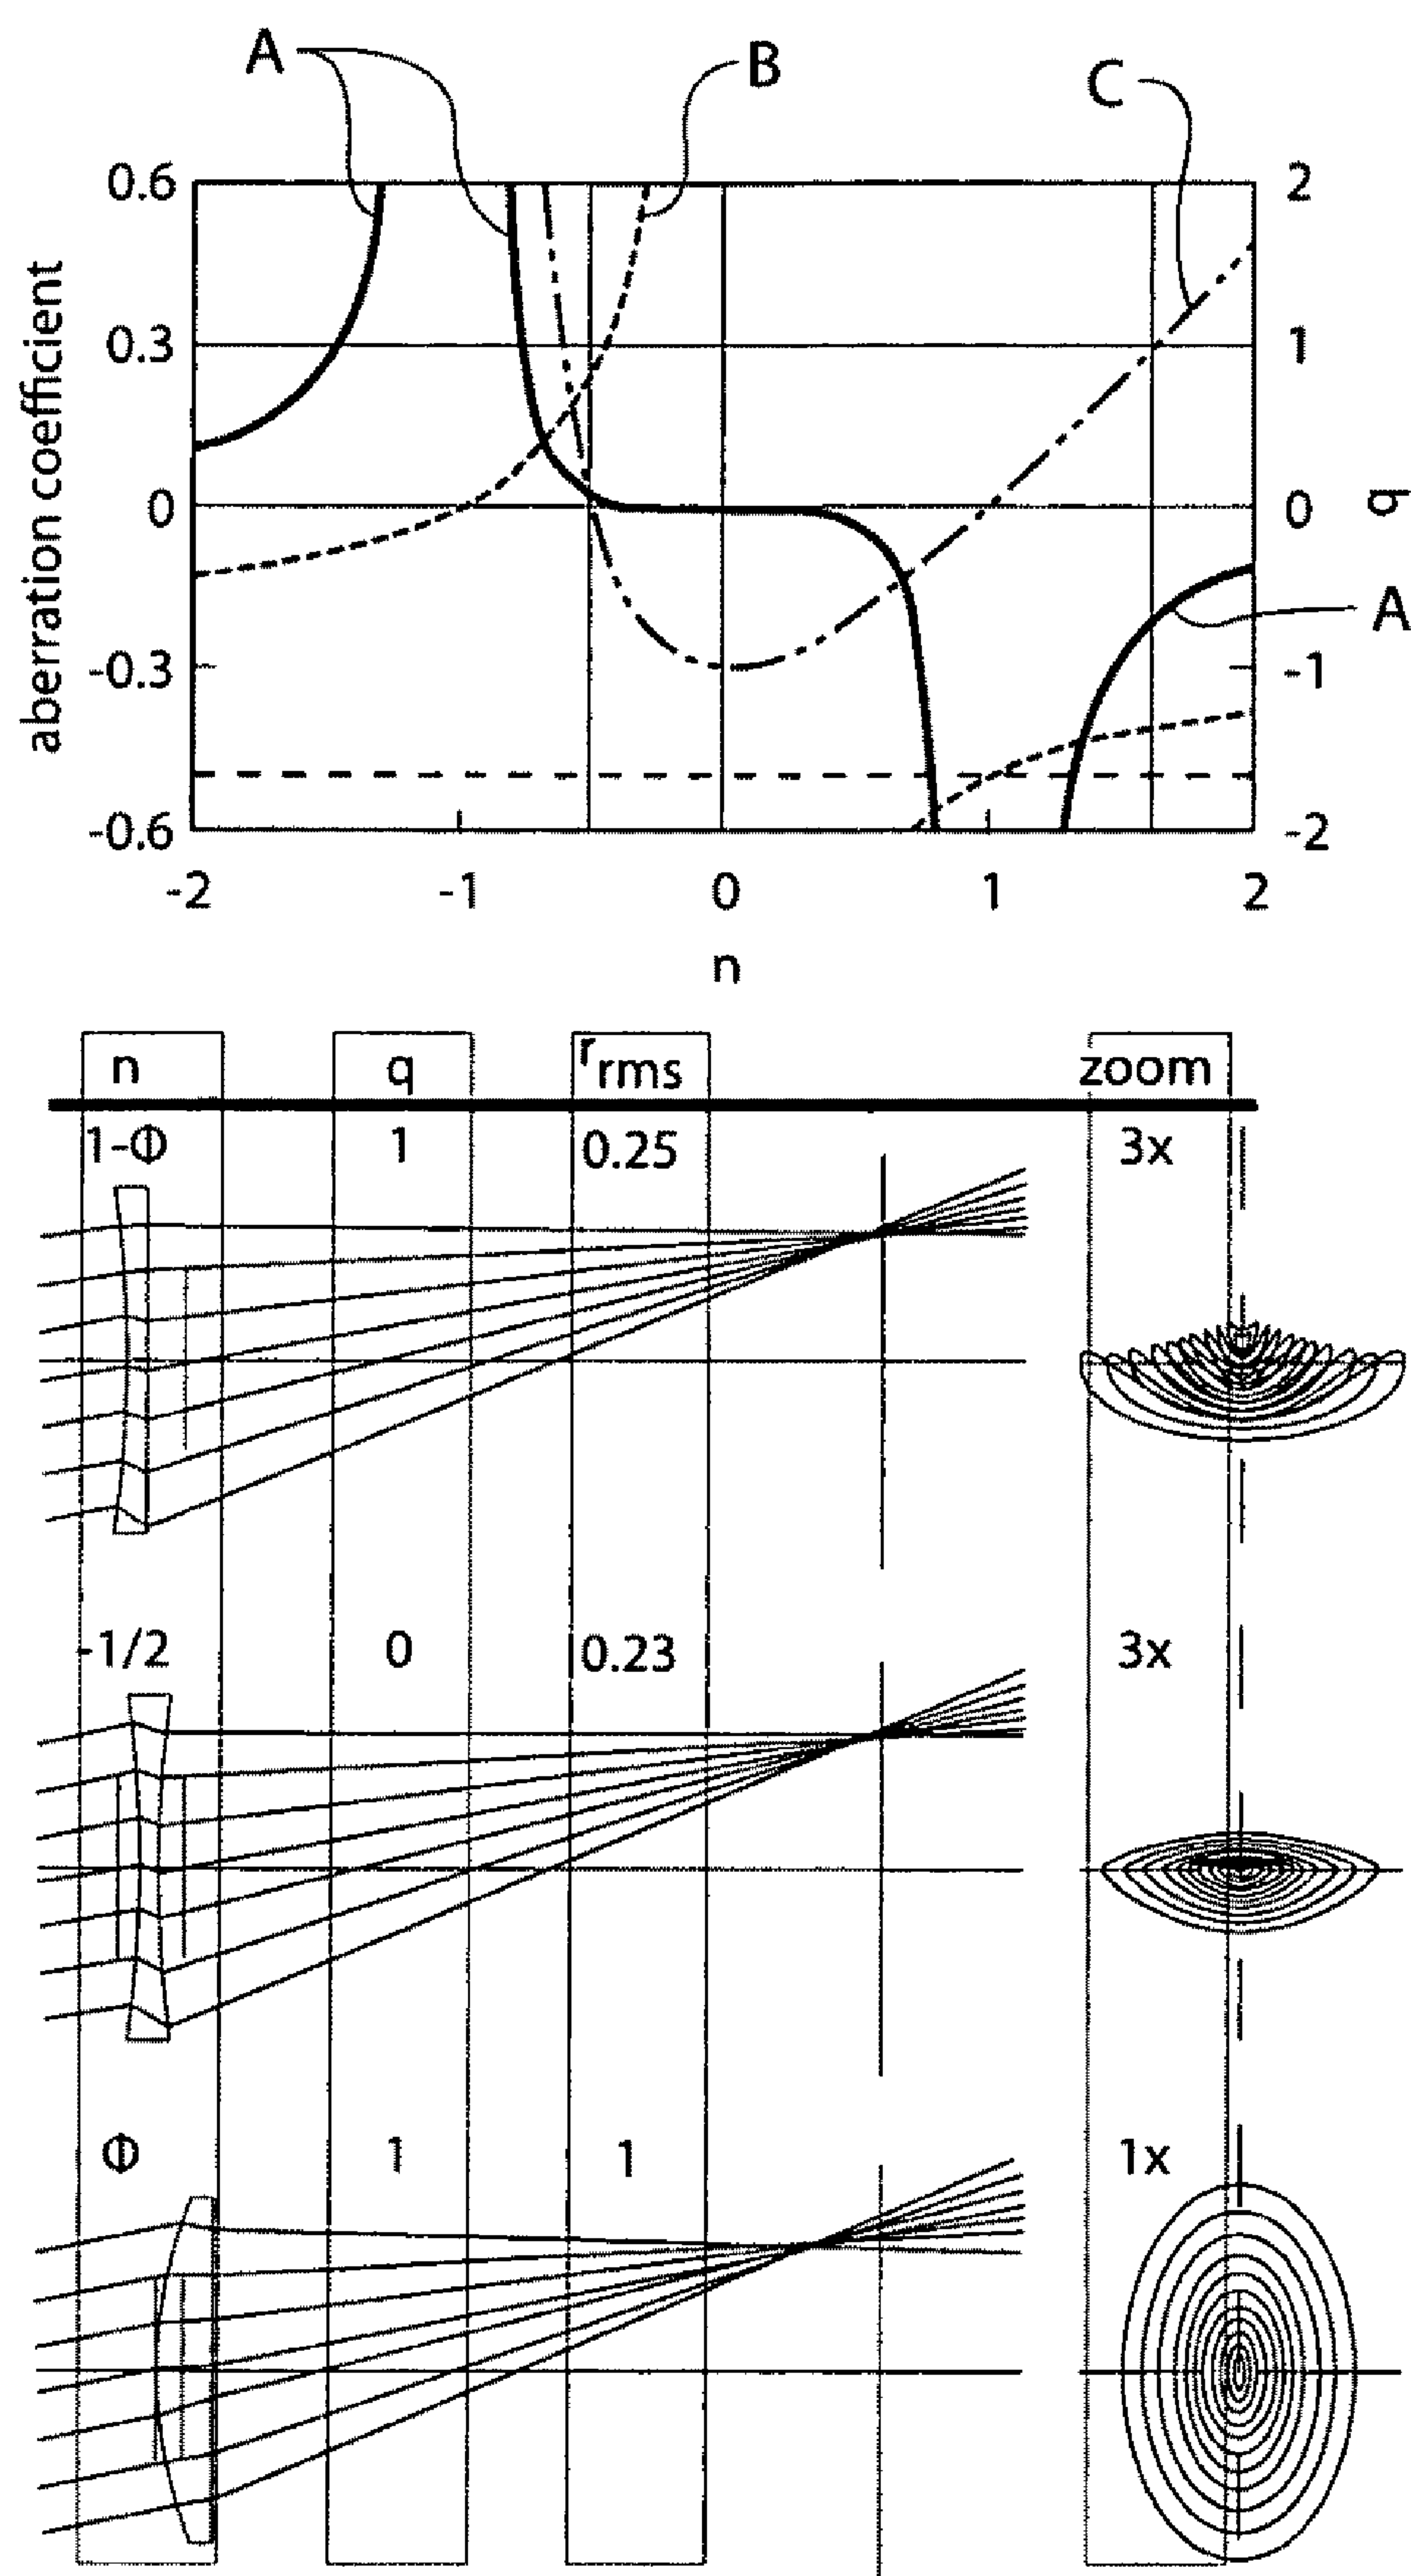 A
B
C
0.6
2
0.3
1
0
0
-0.3
-1
-0.6
-2
aberration coefficient
q
A
-2
-1
0
1
2
n
n
q
rrms
zoom
1-Φ
1
0.25
3x
-1/2
0
0.23
3x
Φ
1
1
1x